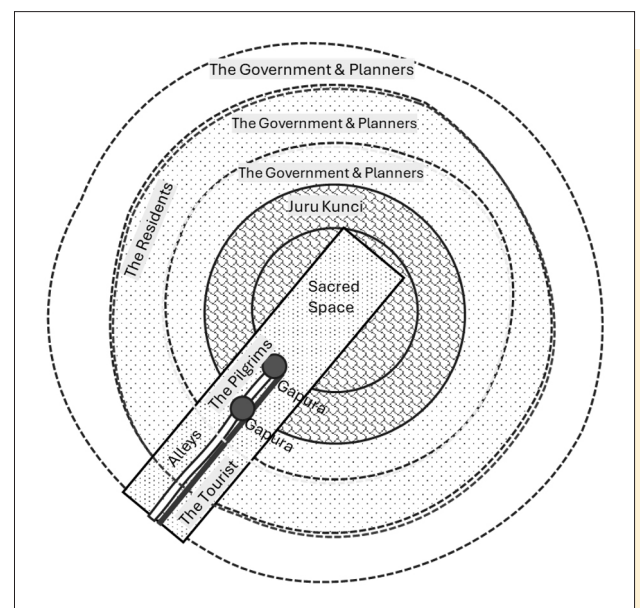 The Government & Planners
The Government & Planners
The Government & Planners
Juru Kunci
The Residents
Sacred
Space
The Pilgrims
Gapura
Gapura
Alleys
The Tourist